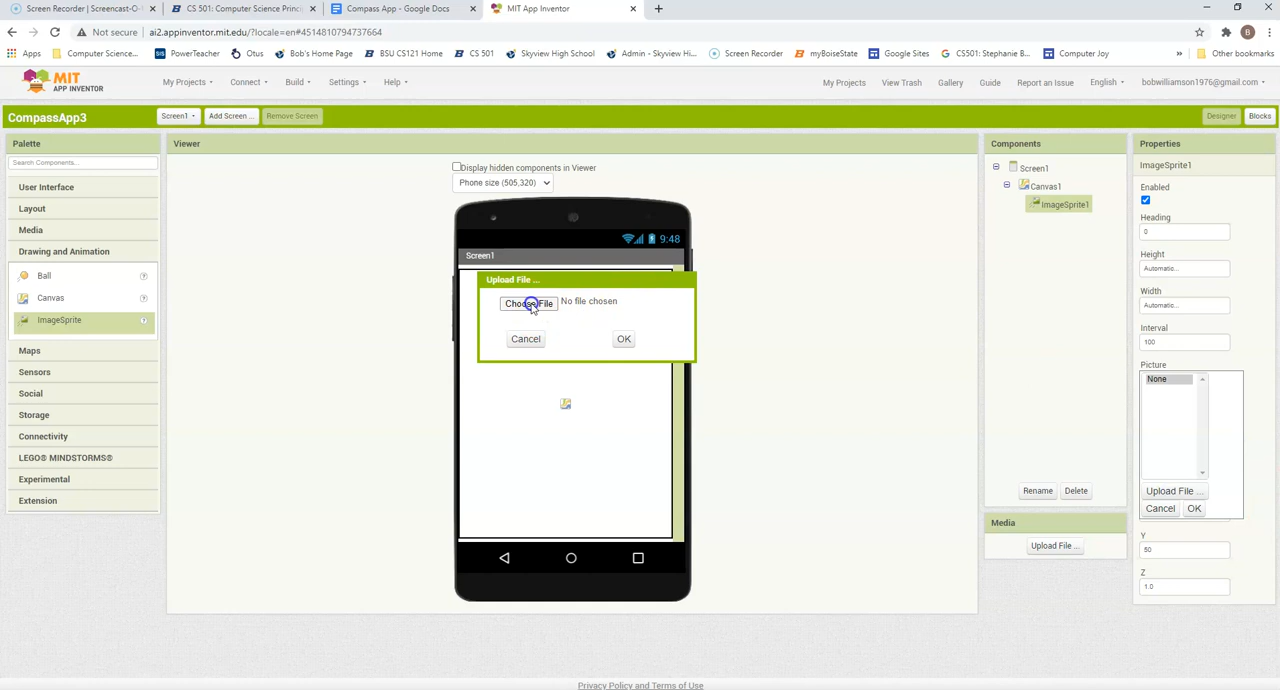 Screen Recorder | Screencast-O-
CS 501: Computer Science Princi
Compass App - Google Docs
MIT App Inventor
Not secure | ai2.appinventor.mit.edu/?locale=en#4514810794737664
Apps
Computer Science...
PowerTeacher
Otus
Bob's Home Page
BSU CS121 Home
CS 501
Skyview High School
Admin - Skyview Hi...
Screen Recorder
myBoiseState
Google Sites
CS501: Stephanie B...
Computer Joy
Other bookmarks
MIT
APP INVENTOR
My Projects
Connect
Build
Settings
Help
My Projects
View Trash
Gallery
Guide
Report an Issue
English
bobwilliamson1976@gmail.com
CompassApp3
Screen1
Add Screen ...
Remove Screen
Designer
Blocks
Palette
Search Components...
User Interface
Layout
Media
Drawing and Animation
Ball
Canvas
ImageSprite
Maps
Sensors
Social
Storage
Connectivity
LEGO® MINDSTORMS®
Experimental
Extension
Viewer
Display hidden components in Viewer
Phone size (505,320)
9:48
Screen1
Upload File ...
Choose File No file chosen
Cancel
OK
Components
Screen1
Canvas1
ImageSprite1
Rename
Delete
Media
Upload File ...
Properties
ImageSprite1
Enabled
Heading
0
Height
Automatic...
Width
Automatic...
Interval
100
Picture
None
Upload File ...
Cancel
OK
Y
50
Z
1.0
Privacy Policy and Terms of Use